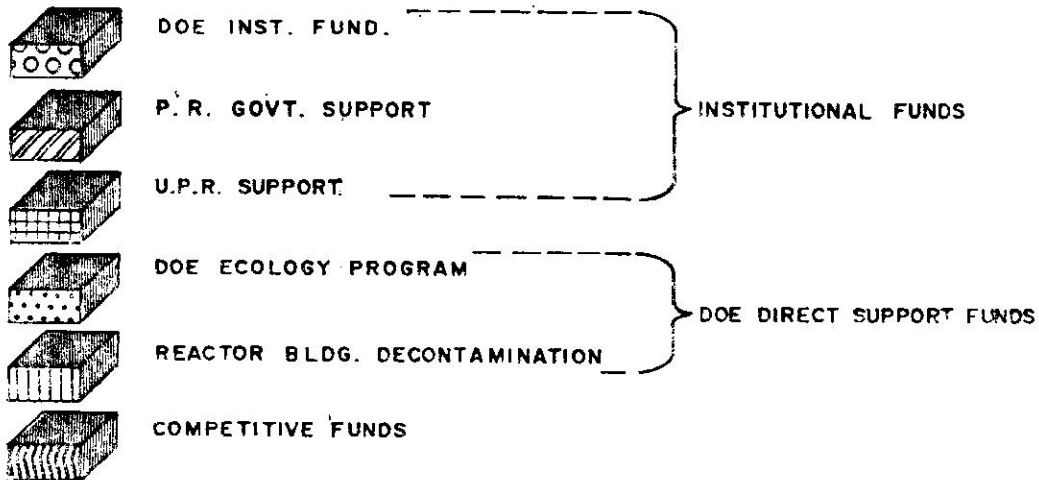 DOE INST. FUND.
P. R. GOVT. SUPPORT
INSTITUTIONAL FUNDS
U.P.R. SUPPORT
DOE ECOLOGY PROGRAM
DOE DIRECT SUPPORT FUNDS
REACTOR BLDG. DECONTAMINATION
COMPETITIVE FUNDS